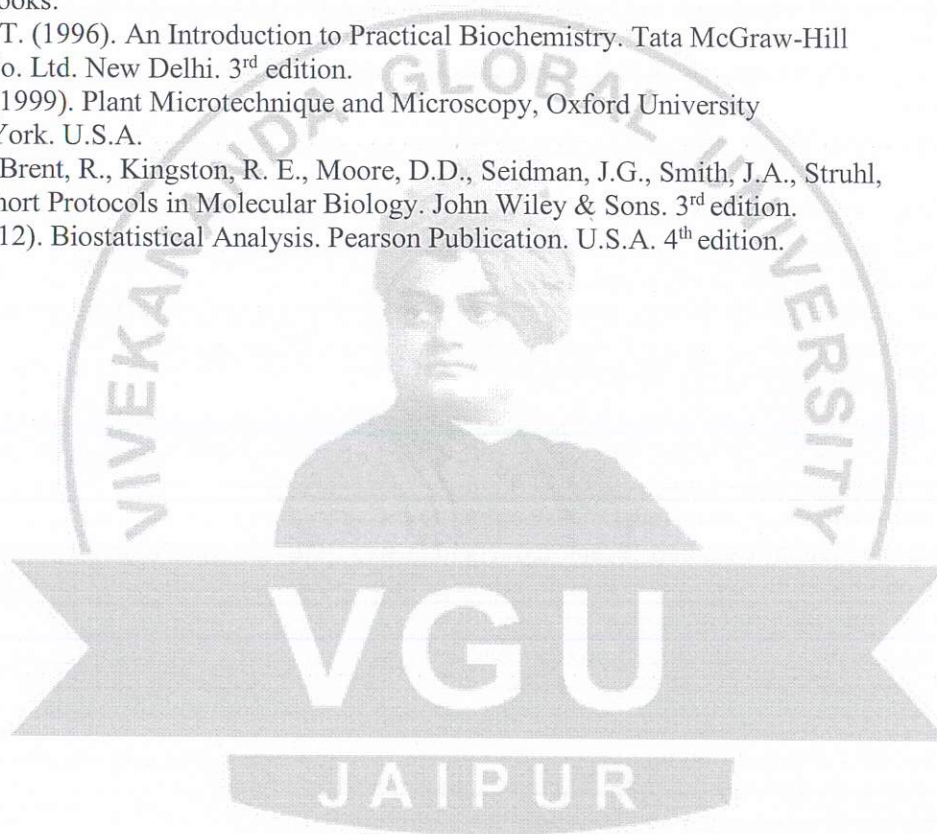 ooks.
T. (1996). An Introduction to Practical Biochemistry. Tata McGraw-Hill
o. Ltd. New Delhi. 3rd edition.
1999). Plant Microtechnique and Microscopy, Oxford University
York. U.S.A.
Brent, R., Kingston, R. E., Moore, D.D., Seidman, J.G., Smith, J.A., Struhl,
hort Protocols in Molecular Biology. John Wiley & Sons. 3rd edition.
12). Biostatistical Analysis. Pearson Publication. U.S.A. 4th edition.
VIVEKANANDA GLOBAL UNIVERSITY
VGU
JAIPUR